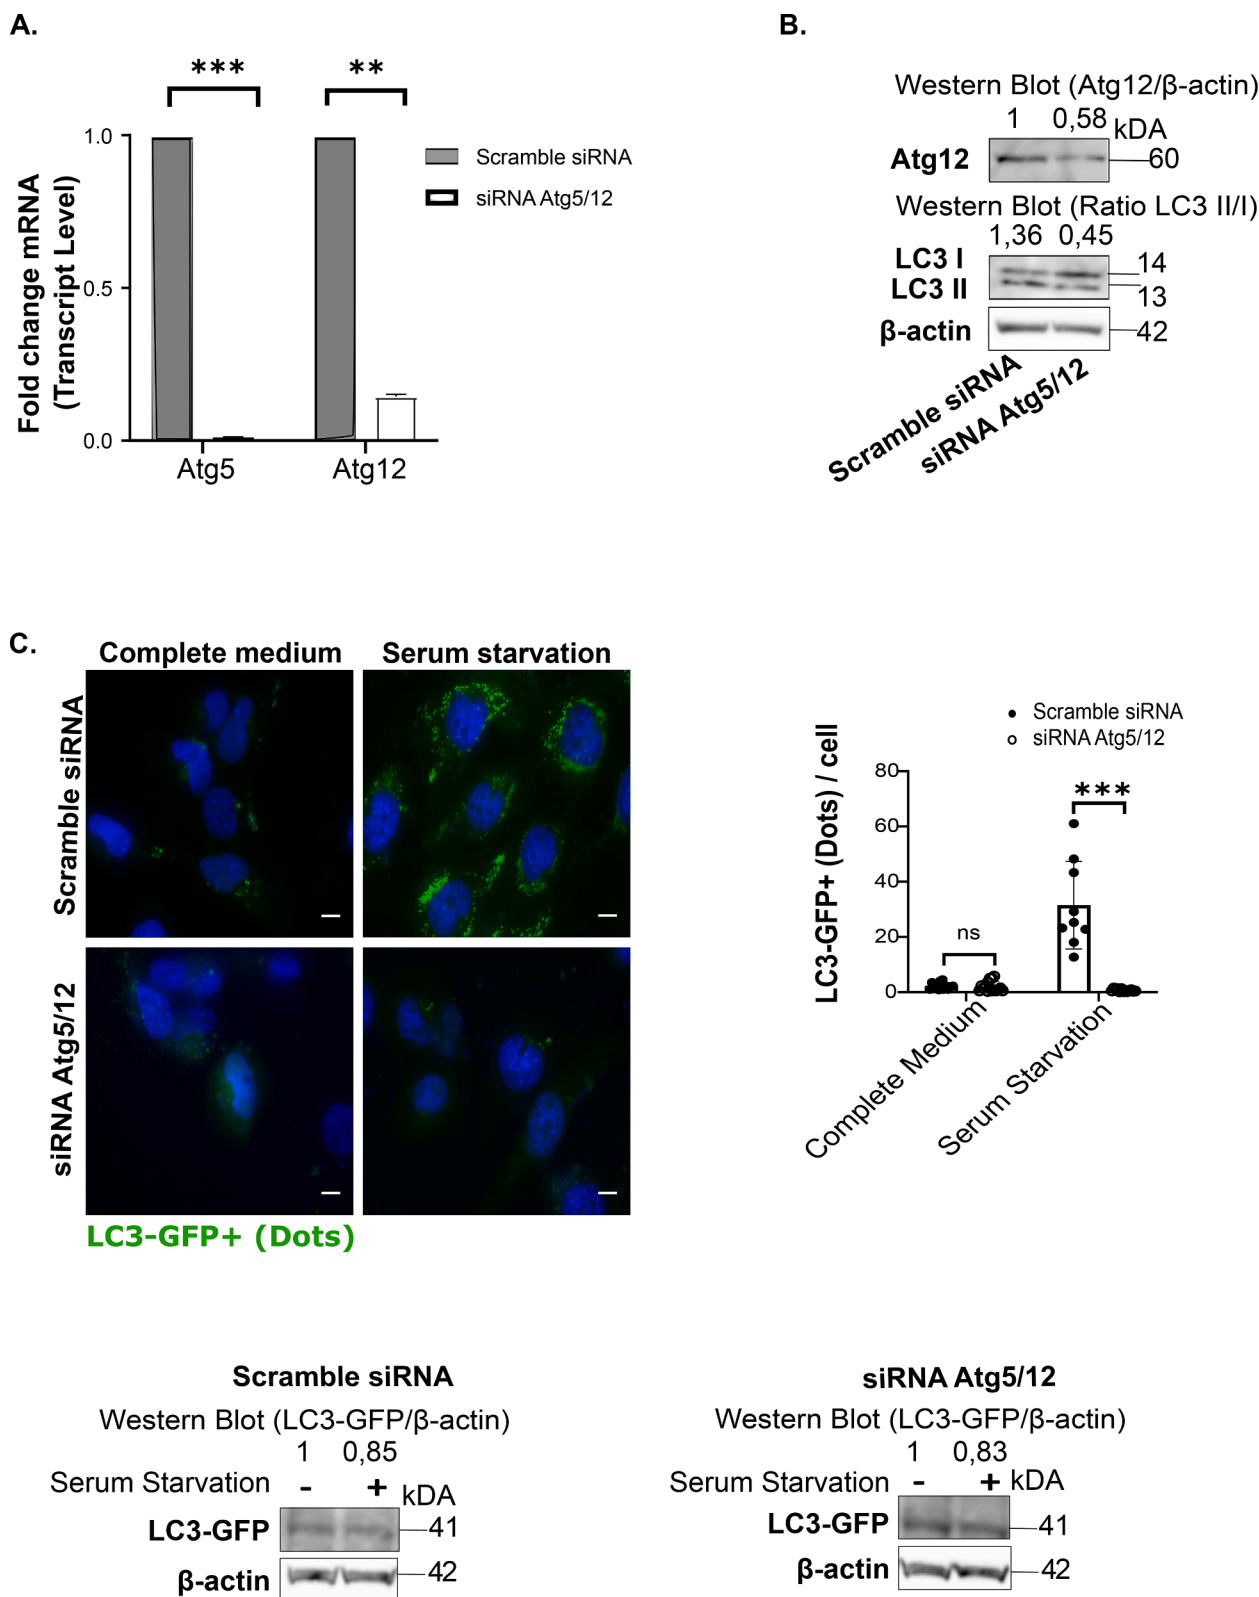 A.
***
**
1.0
0.5
0.0
Fold change mRNA
(Transcript Level)
Atg5
Atg12
Scramble siRNA
siRNA Atg5/12
B.
Western Blot (Atg12/β-actin)
1 0,58 kDA
Atg12 60
Western Blot (Ratio LC3 II/I)
1,36 0,45
LC3 I 14
LC3 II 13
β-actin 42
Scramble siRNA
siRNA Atg5/12
C.
Complete medium
Serum starvation
Scramble siRNA
siRNA Atg5/12
LC3-GFP+ (Dots)
Scramble siRNA
siRNA Atg5/12
LC3-GFP+ (Dots) / cell
80
60
40
20
0
ns
***
Complete Medium
Serum Starvation
Scramble siRNA
Western Blot (LC3-GFP/β-actin)
1 0,85
Serum Starvation - + kDA
LC3-GFP 41
β-actin 42
siRNA Atg5/12
Western Blot (LC3-GFP/β-actin)
1 0,83
Serum Starvation - + kDA
LC3-GFP 41
β-actin 42